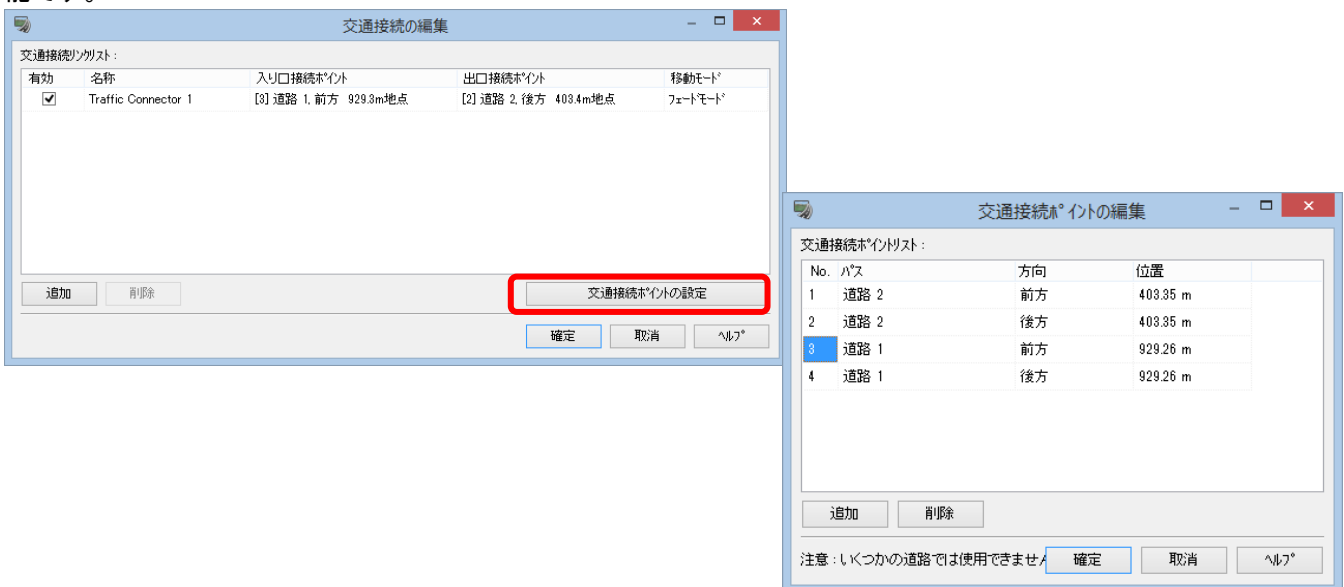 能です。
交通接続の編集
交通接続リンクリスト：
有効 名称 入り口接続ポイント 出口接続ポイント 移動モード
Traffic Connector 1 [3] 道路 1, 前方 929.3m地点 [2] 道路 2, 後方 403.4m地点 フェードモード
追加 削除 交通接続ポイントの設定
確定 取消 ヘルプ
交通接続ポイントの編集
交通接続ポイントリスト：
No. パス 方向 位置
1 道路 2 前方 403.35 m
2 道路 2 後方 403.35 m
3 道路 1 前方 929.26 m
4 道路 1 後方 929.26 m
追加 削除
注意：いくつかの道路では使用できませ 確定 取消 ヘルプ